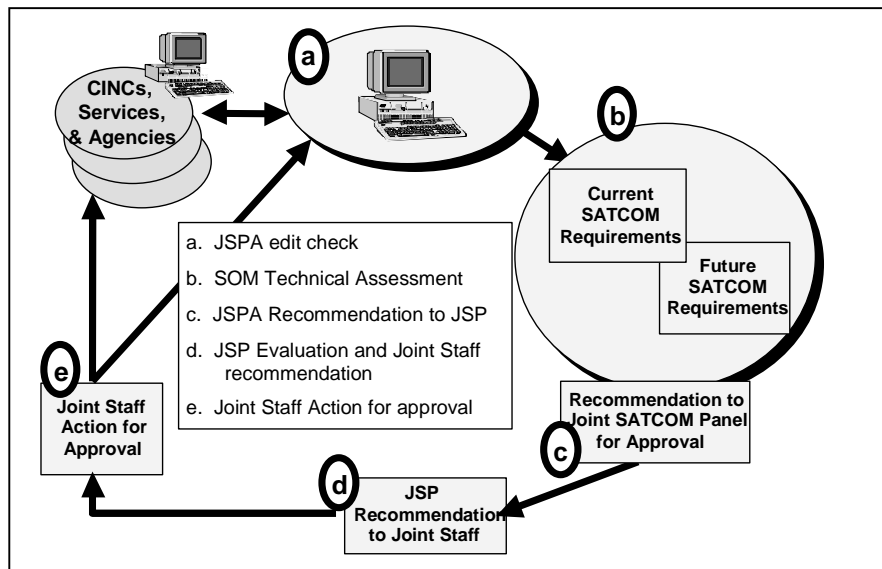 CINCs,
Services,
& Agencies
a
b
Current
SATCOM
Requirements
Future
SATCOM
Requirements
a. JSPA edit check
b. SOM Technical Assessment
c. JSPA Recommendation to JSP
d. JSP Evaluation and Joint Staff
recommendation
e. Joint Staff Action for approval
e
Joint Staff
Action for
Approval
Recommendation to
Joint SATCOM Panel
for Approval
c
d
JSP
Recommendation
to Joint Staff